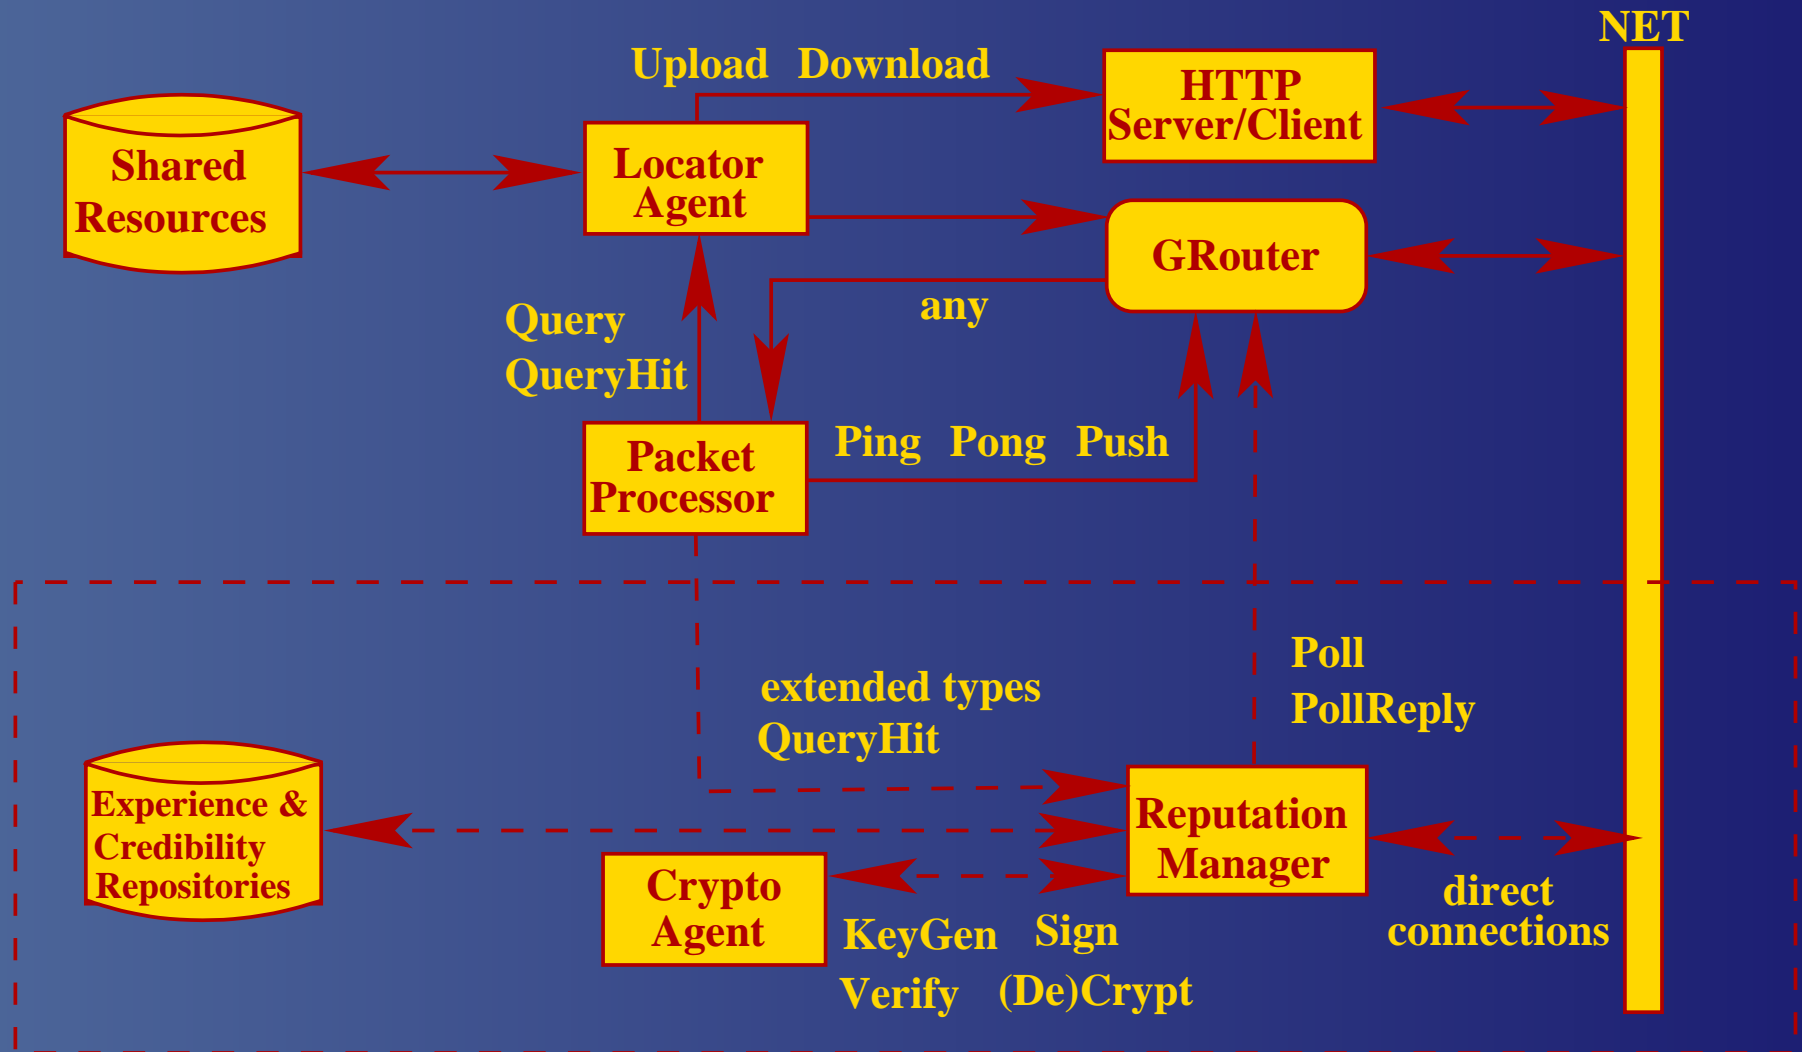 NET
Upload Download
HTTP
Server/Client
Shared
Resources
Locator
Agent
GRouter
any
Query
QueryHit
Packet
Processor
Ping Pong Push
Poll
PollReply
extended types
QueryHit
Experience &
Credibility
Repositories
Reputation
Manager
Crypto
Agent
KeyGen Sign
Verify (De)Crypt
direct
connections